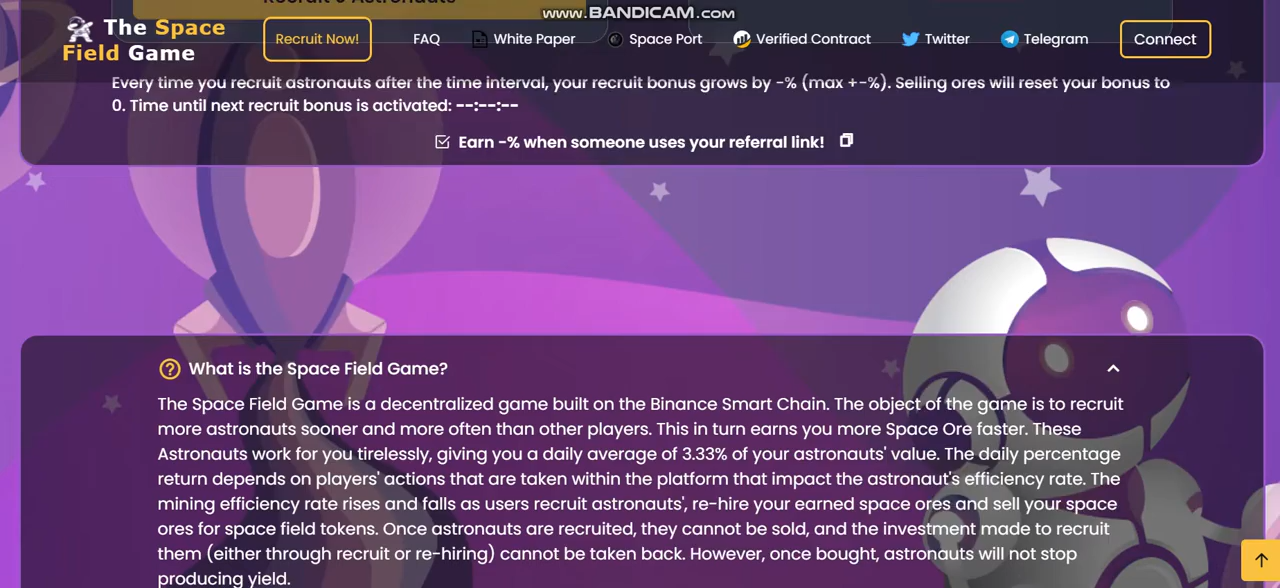 Recruit 0 Astronauts
www.BANDICAM.com
The Space
Field Game
Recruit Now!
FAQ
White Paper
Space Port
Verified Contract
Twitter
Telegram
Connect
Every time you recruit astronauts after the time interval, your recruit bonus grows by -% (max +-%). Selling ores will reset your bonus to
0. Time until next recruit bonus is activated: --:--:--
Earn -% when someone uses your referral link!
What is the Space Field Game?
The Space Field Game is a decentralized game built on the Binance Smart Chain. The object of the game is to recruit
more astronauts sooner and more often than other players. This in turn earns you more Space Ore faster. These
Astronauts work for you tirelessly, giving you a daily average of 3.33% of your astronauts' value. The daily percentage
return depends on players' actions that are taken within the platform that impact the astronaut's efficiency rate. The
mining efficiency rate rises and falls as users recruit astronauts', re-hire your earned space ores and sell your space
ores for space field tokens. Once astronauts are recruited, they cannot be sold, and the investment made to recruit
them (either through recruit or re-hiring) cannot be taken back. However, once bought, astronauts will not stop
producing yield.